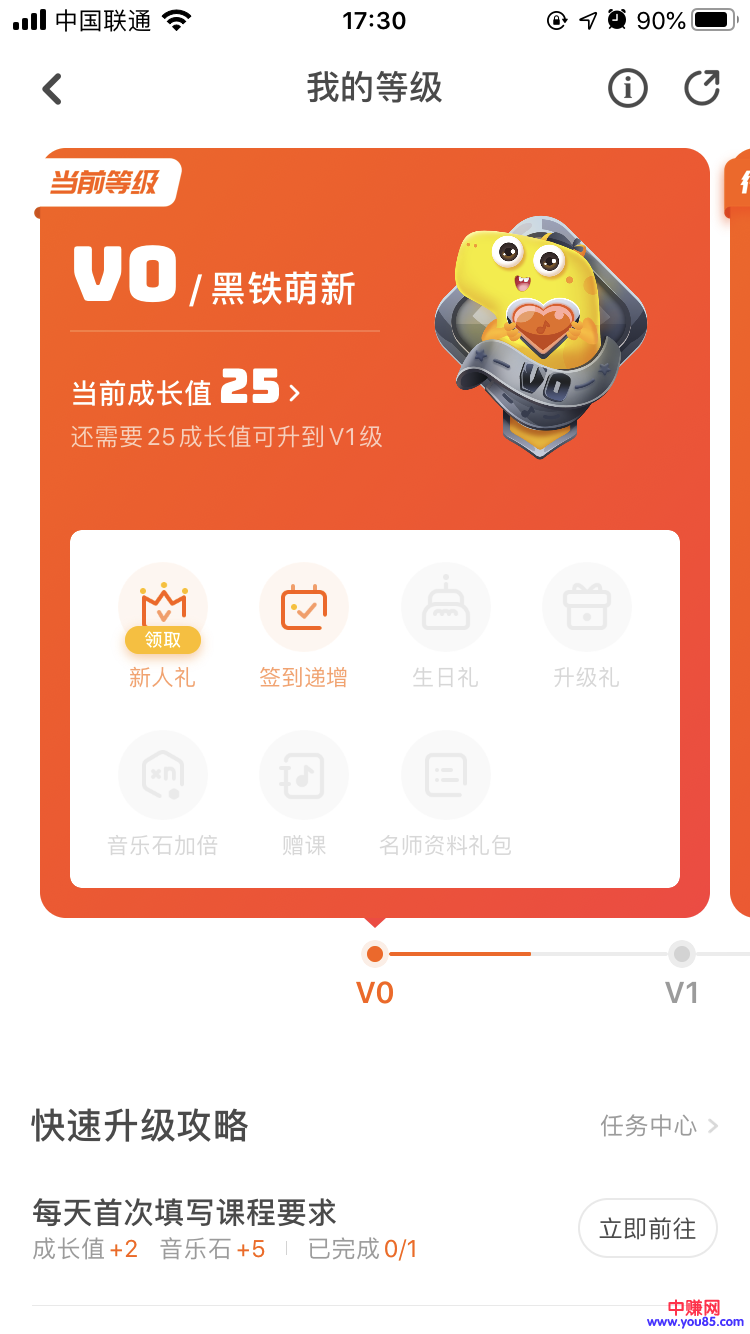 中国联通 17:30 90%
我的等级
当前等级
V0 / 黑铁萌新
当前成长值 25 >
还需要25成长值可升到V1级
V0
领取
新人礼 签到递增 生日礼 升级礼
xn
音乐石加倍 赠课 名师资料礼包
V0 V1
快速升级攻略 任务中心 >
每天首次填写课程要求 立即前往
成长值+2 音乐石+5 | 已完成0/1
中赚网
www.you85.com